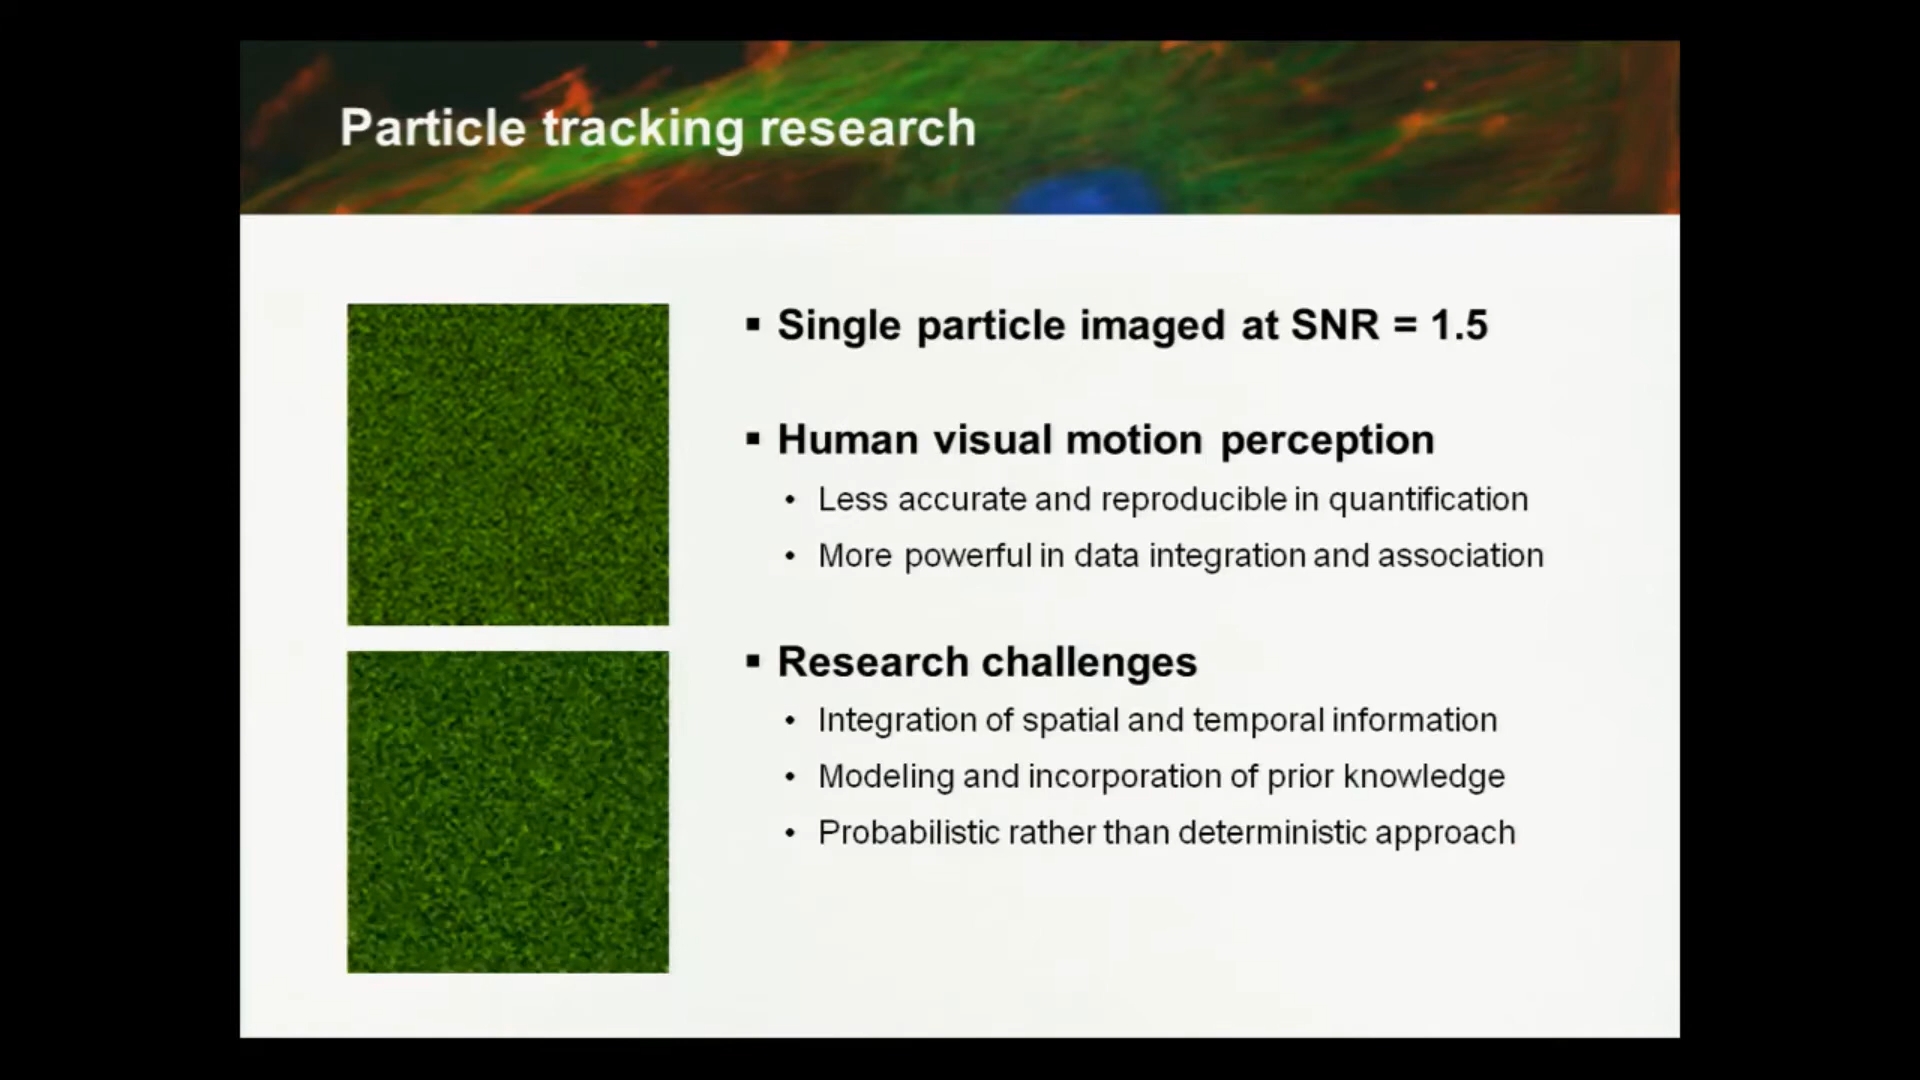 Particle tracking research
▪ Single particle imaged at SNR = 1.5
▪ Human visual motion perception
• Less accurate and reproducible in quantification
• More powerful in data integration and association
▪ Research challenges
• Integration of spatial and temporal information
• Modeling and incorporation of prior knowledge
• Probabilistic rather than deterministic approach